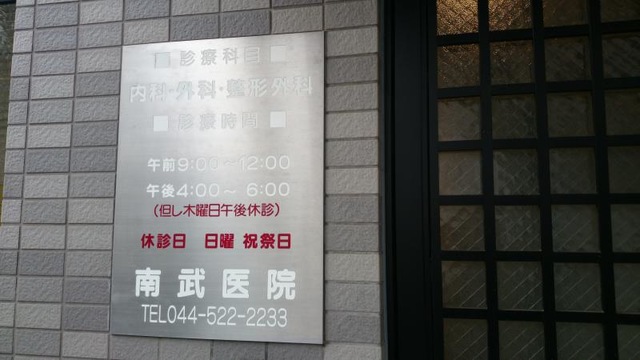 ■ 診療科目 ■
内科・外科・整形外科
■ 診療時間 ■
午前9:00~12:00
午後4:00~ 6:00
(但し木曜日午後休診)
休診日 日曜 祝祭日
南武医院
TEL044-522-2233